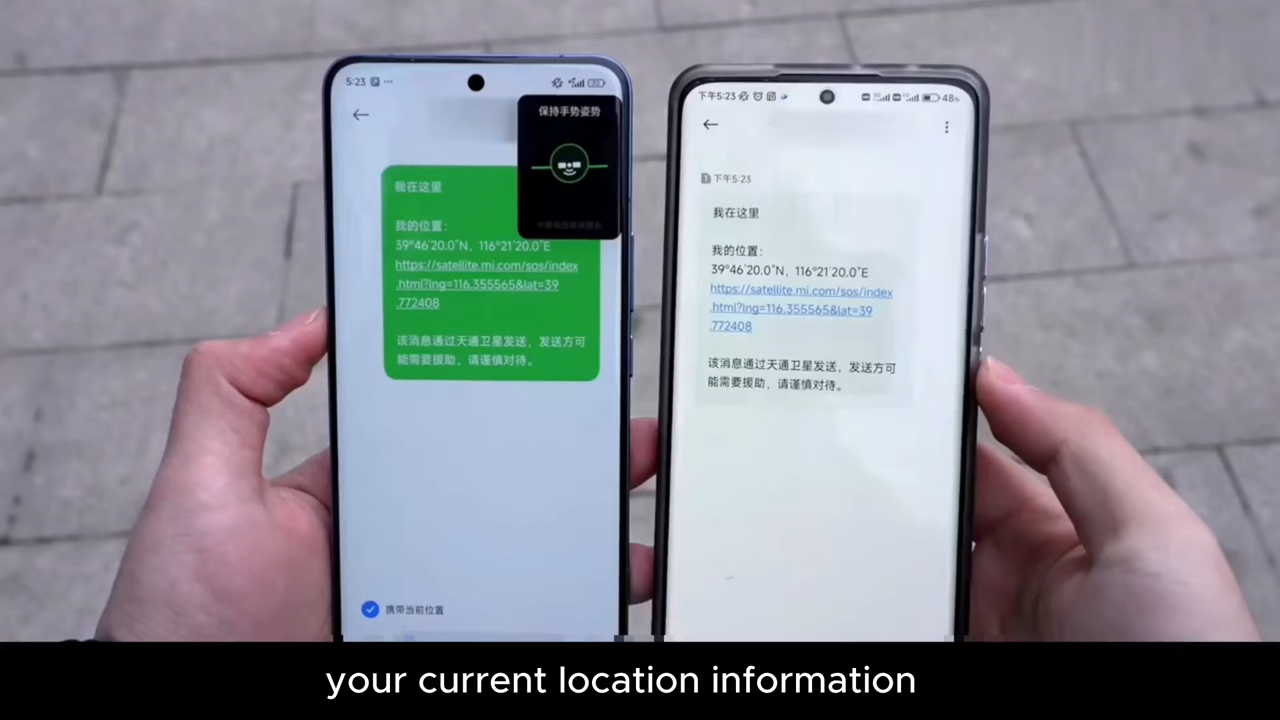 5:23
保持手势姿势
我在这里
我的位置:
39°46'20.0"N, 116°21'20.0"E
https://satellite.mi.com/sos/index
.html?lng=116.355565&lat=39
.772408
该消息通过天通卫星发送，发送方可
能需要援助，请谨慎对待。
携带当前位置
下午5:23
48%
下午5:23
我在这里
我的位置:
39°46'20.0"N, 116°21'20.0"E
https://satellite.mi.com/sos/index
.html?lng=116.355565&lat=39
.772408
该消息通过天通卫星发送，发送方可
能需要援助，请谨慎对待。
your current location information